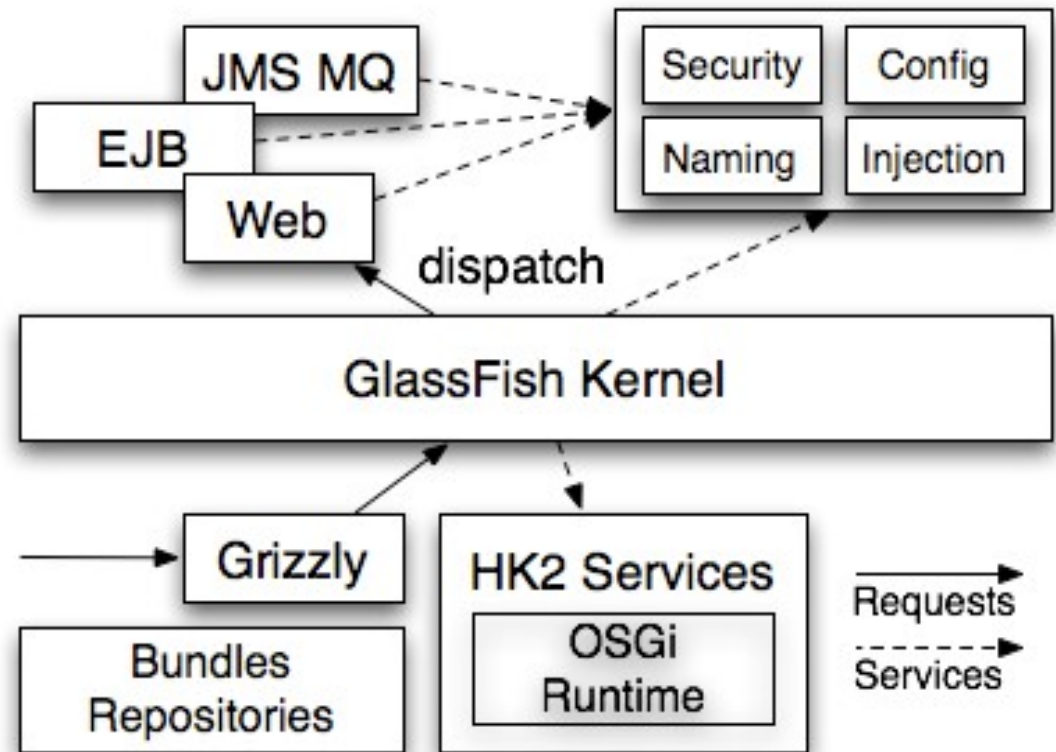 JMS MQ
EJB
Web
Security
Config
Naming
Injection
dispatch
GlassFish Kernel
Grizzly
HK2 Services
OSGi
Runtime
Bundles
Repositories
Requests
Services